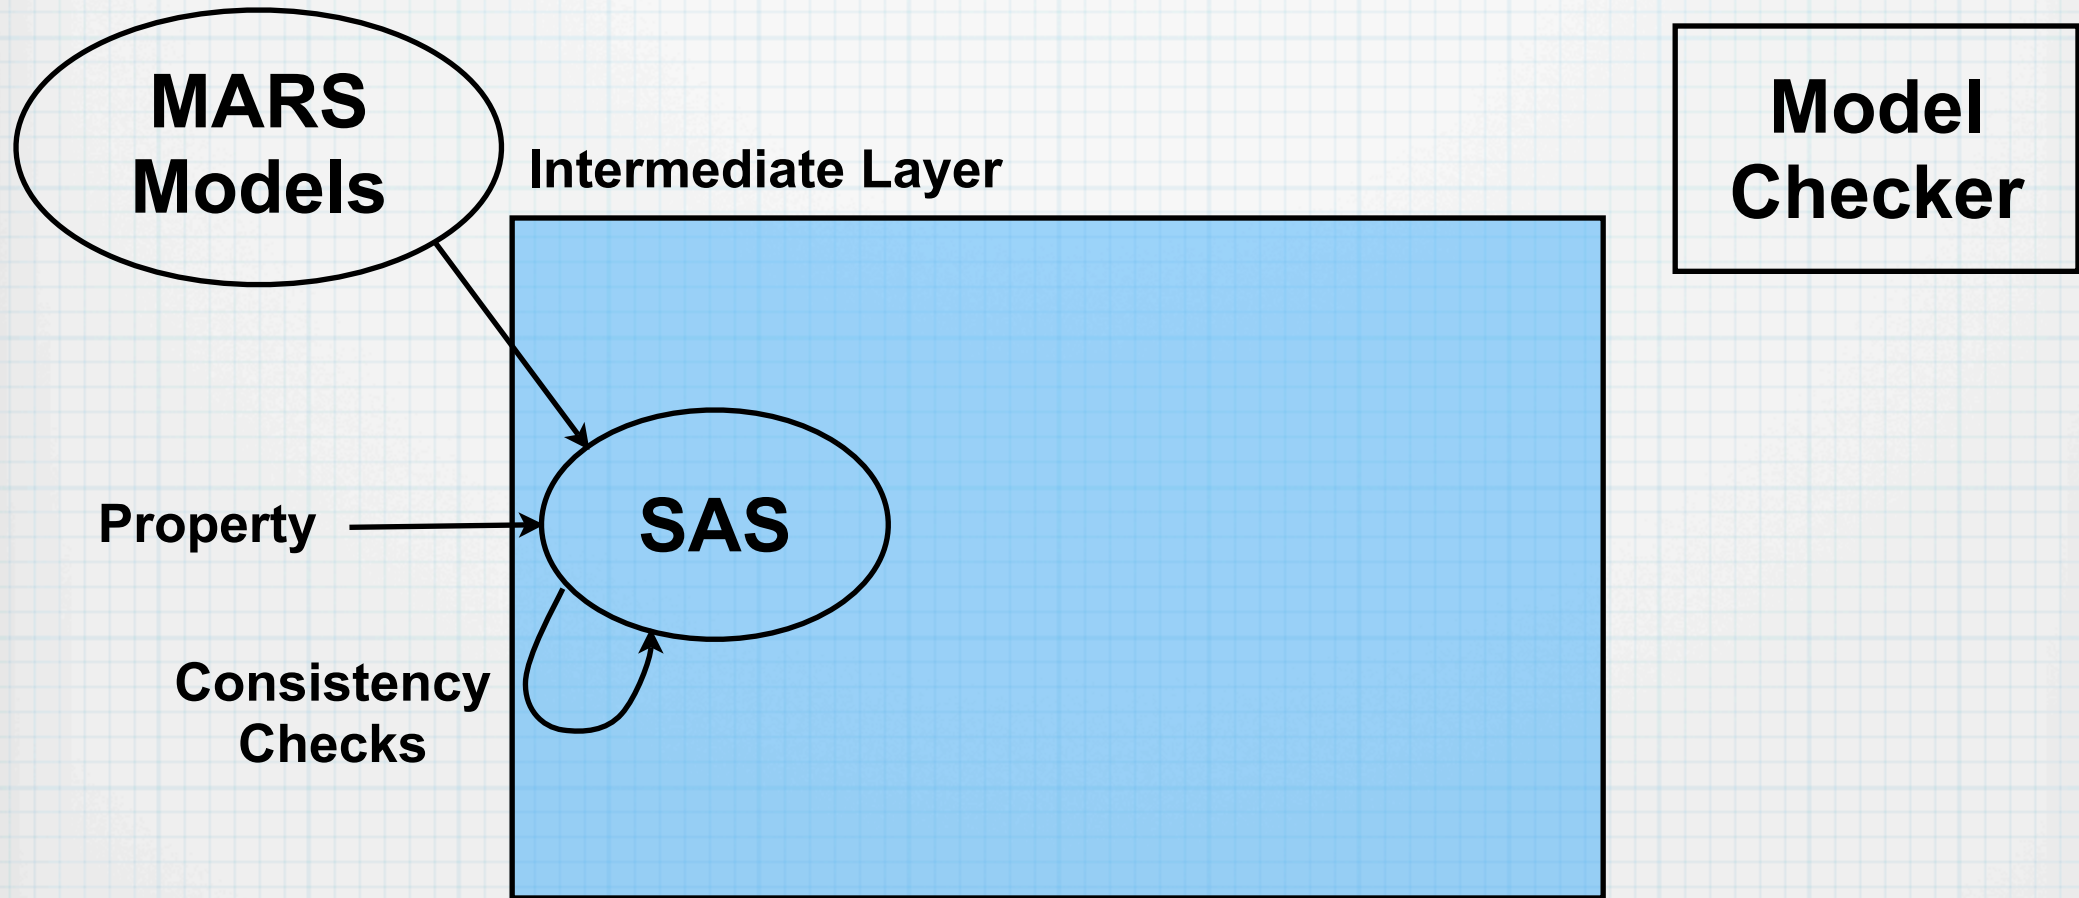 MARS
Models
Intermediate Layer
Model
Checker
Property
SAS
Consistency
Checks